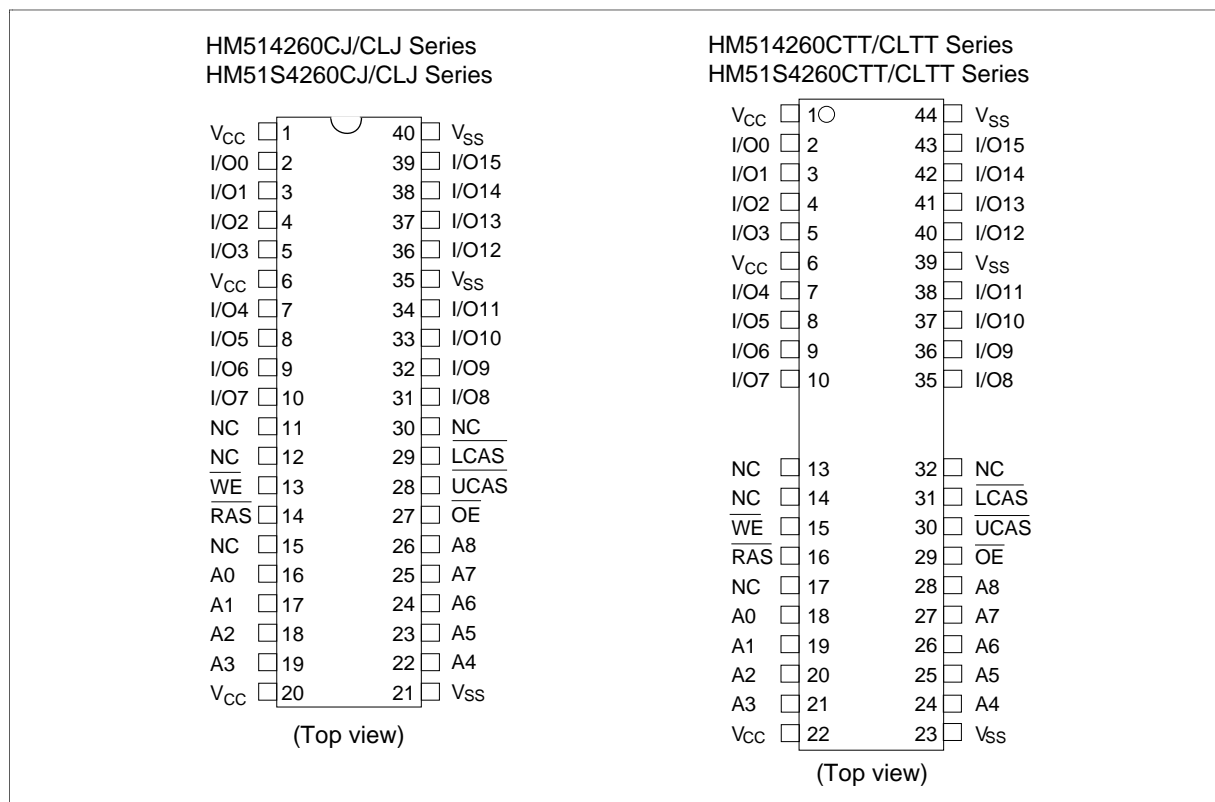 HM514260CJ/CLJ Series
HM51S4260CJ/CLJ Series
VCC 1 40 VSS
I/O0 2 39 I/O15
I/O1 3 38 I/O14
I/O2 4 37 I/O13
I/O3 5 36 I/O12
VCC 6 35 VSS
I/O4 7 34 I/O11
I/O5 8 33 I/O10
I/O6 9 32 I/O9
I/O7 10 31 I/O8
NC 11 30 NC
NC 12 29 LCAS
WE 13 28 UCAS
RAS 14 27 OE
NC 15 26 A8
A0 16 25 A7
A1 17 24 A6
A2 18 23 A5
A3 19 22 A4
VCC 20 21 VSS
(Top view)
HM514260CTT/CLTT Series
HM51S4260CTT/CLTT Series
VCC 1 44 VSS
I/O0 2 43 I/O15
I/O1 3 42 I/O14
I/O2 4 41 I/O13
I/O3 5 40 I/O12
VCC 6 39 VSS
I/O4 7 38 I/O11
I/O5 8 37 I/O10
I/O6 9 36 I/O9
I/O7 10 35 I/O8
NC 13 32 NC
NC 14 31 LCAS
WE 15 30 UCAS
RAS 16 29 OE
NC 17 28 A8
A0 18 27 A7
A1 19 26 A6
A2 20 25 A5
A3 21 24 A4
VCC 22 23 VSS
(Top view)